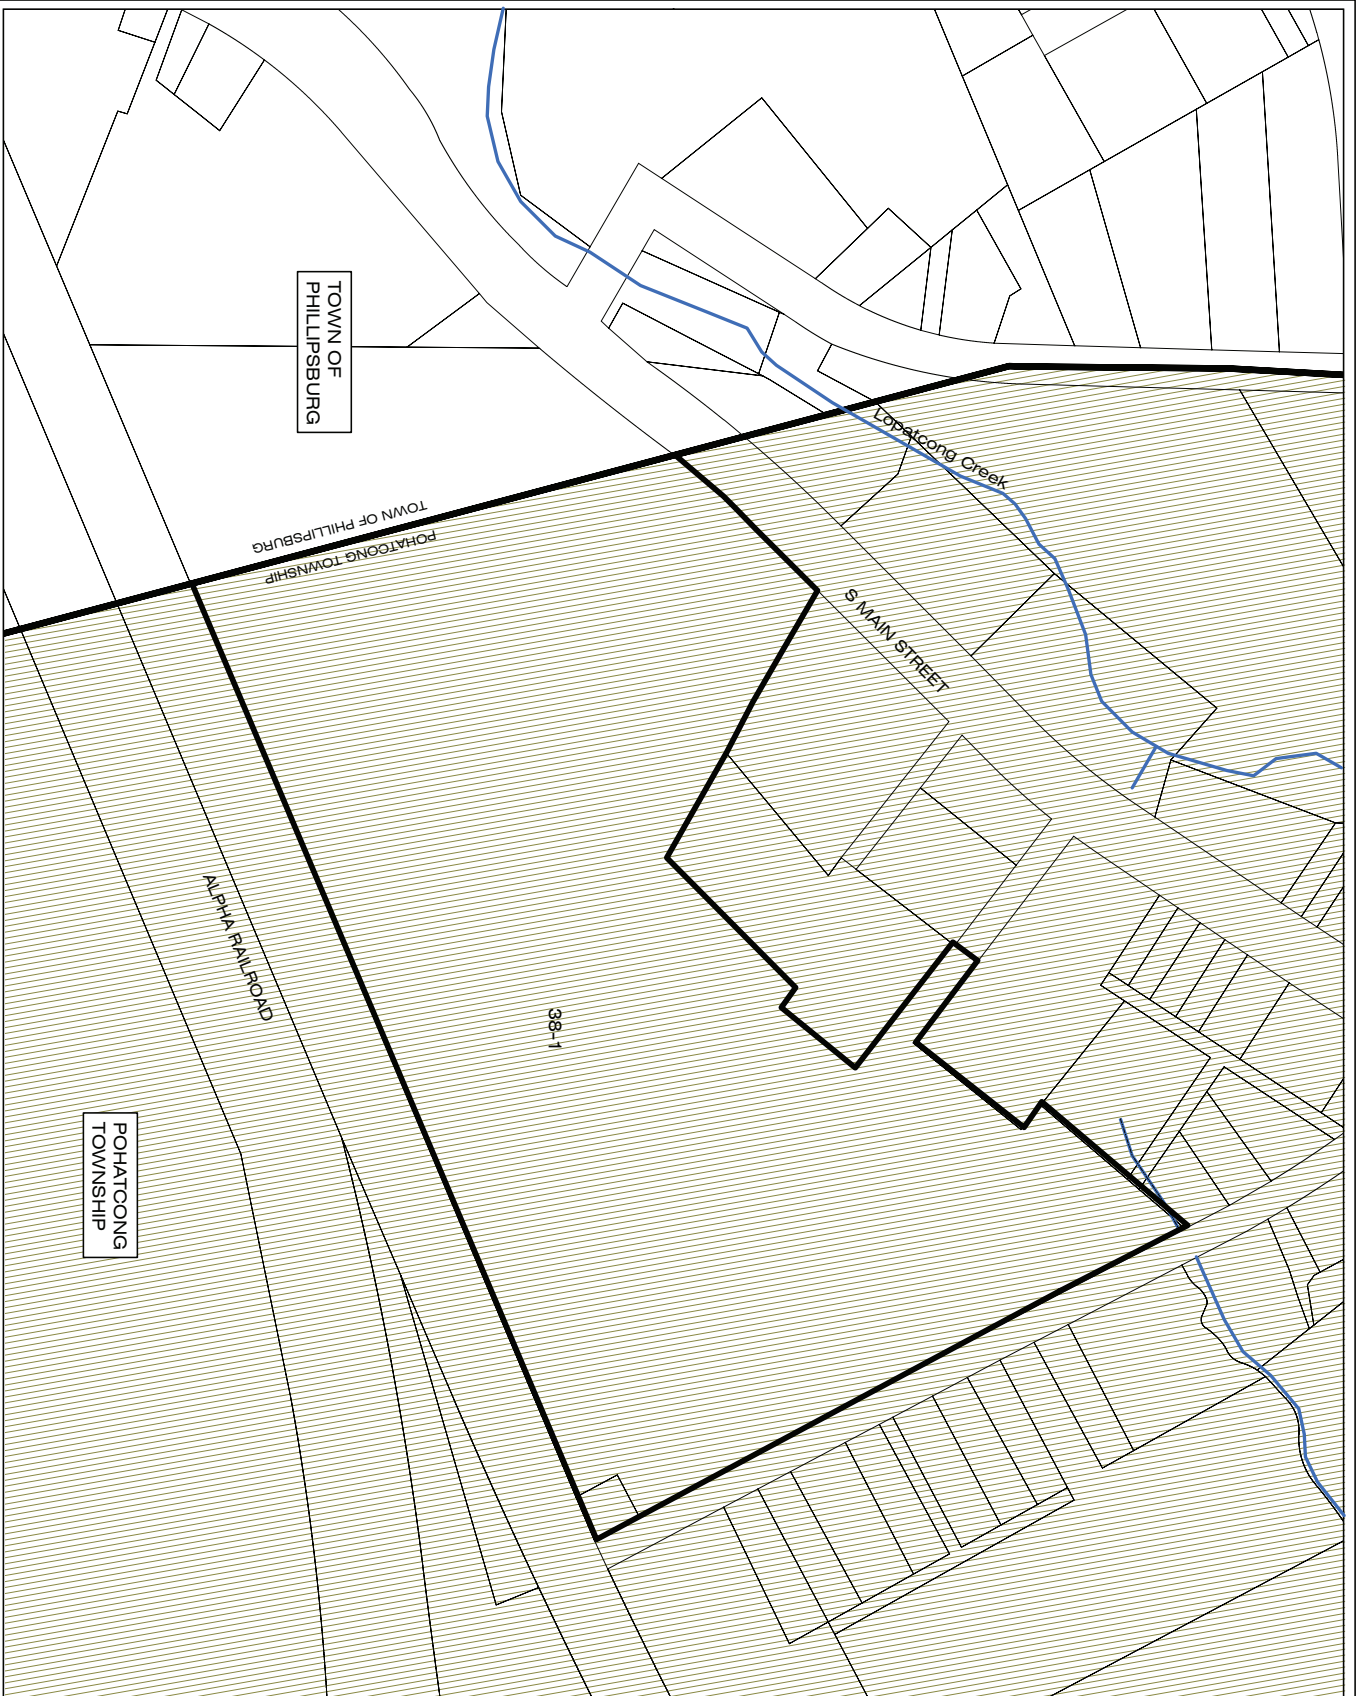 TOWN OF
PHILLIPSBURG
Lopatcong Creek
TOWN OF PHILLIPSBURG
POHATCONG TOWNSHIP
S MAIN STREET
ALPHA RAILROAD
38-1
POHATCONG
TOWNSHIP